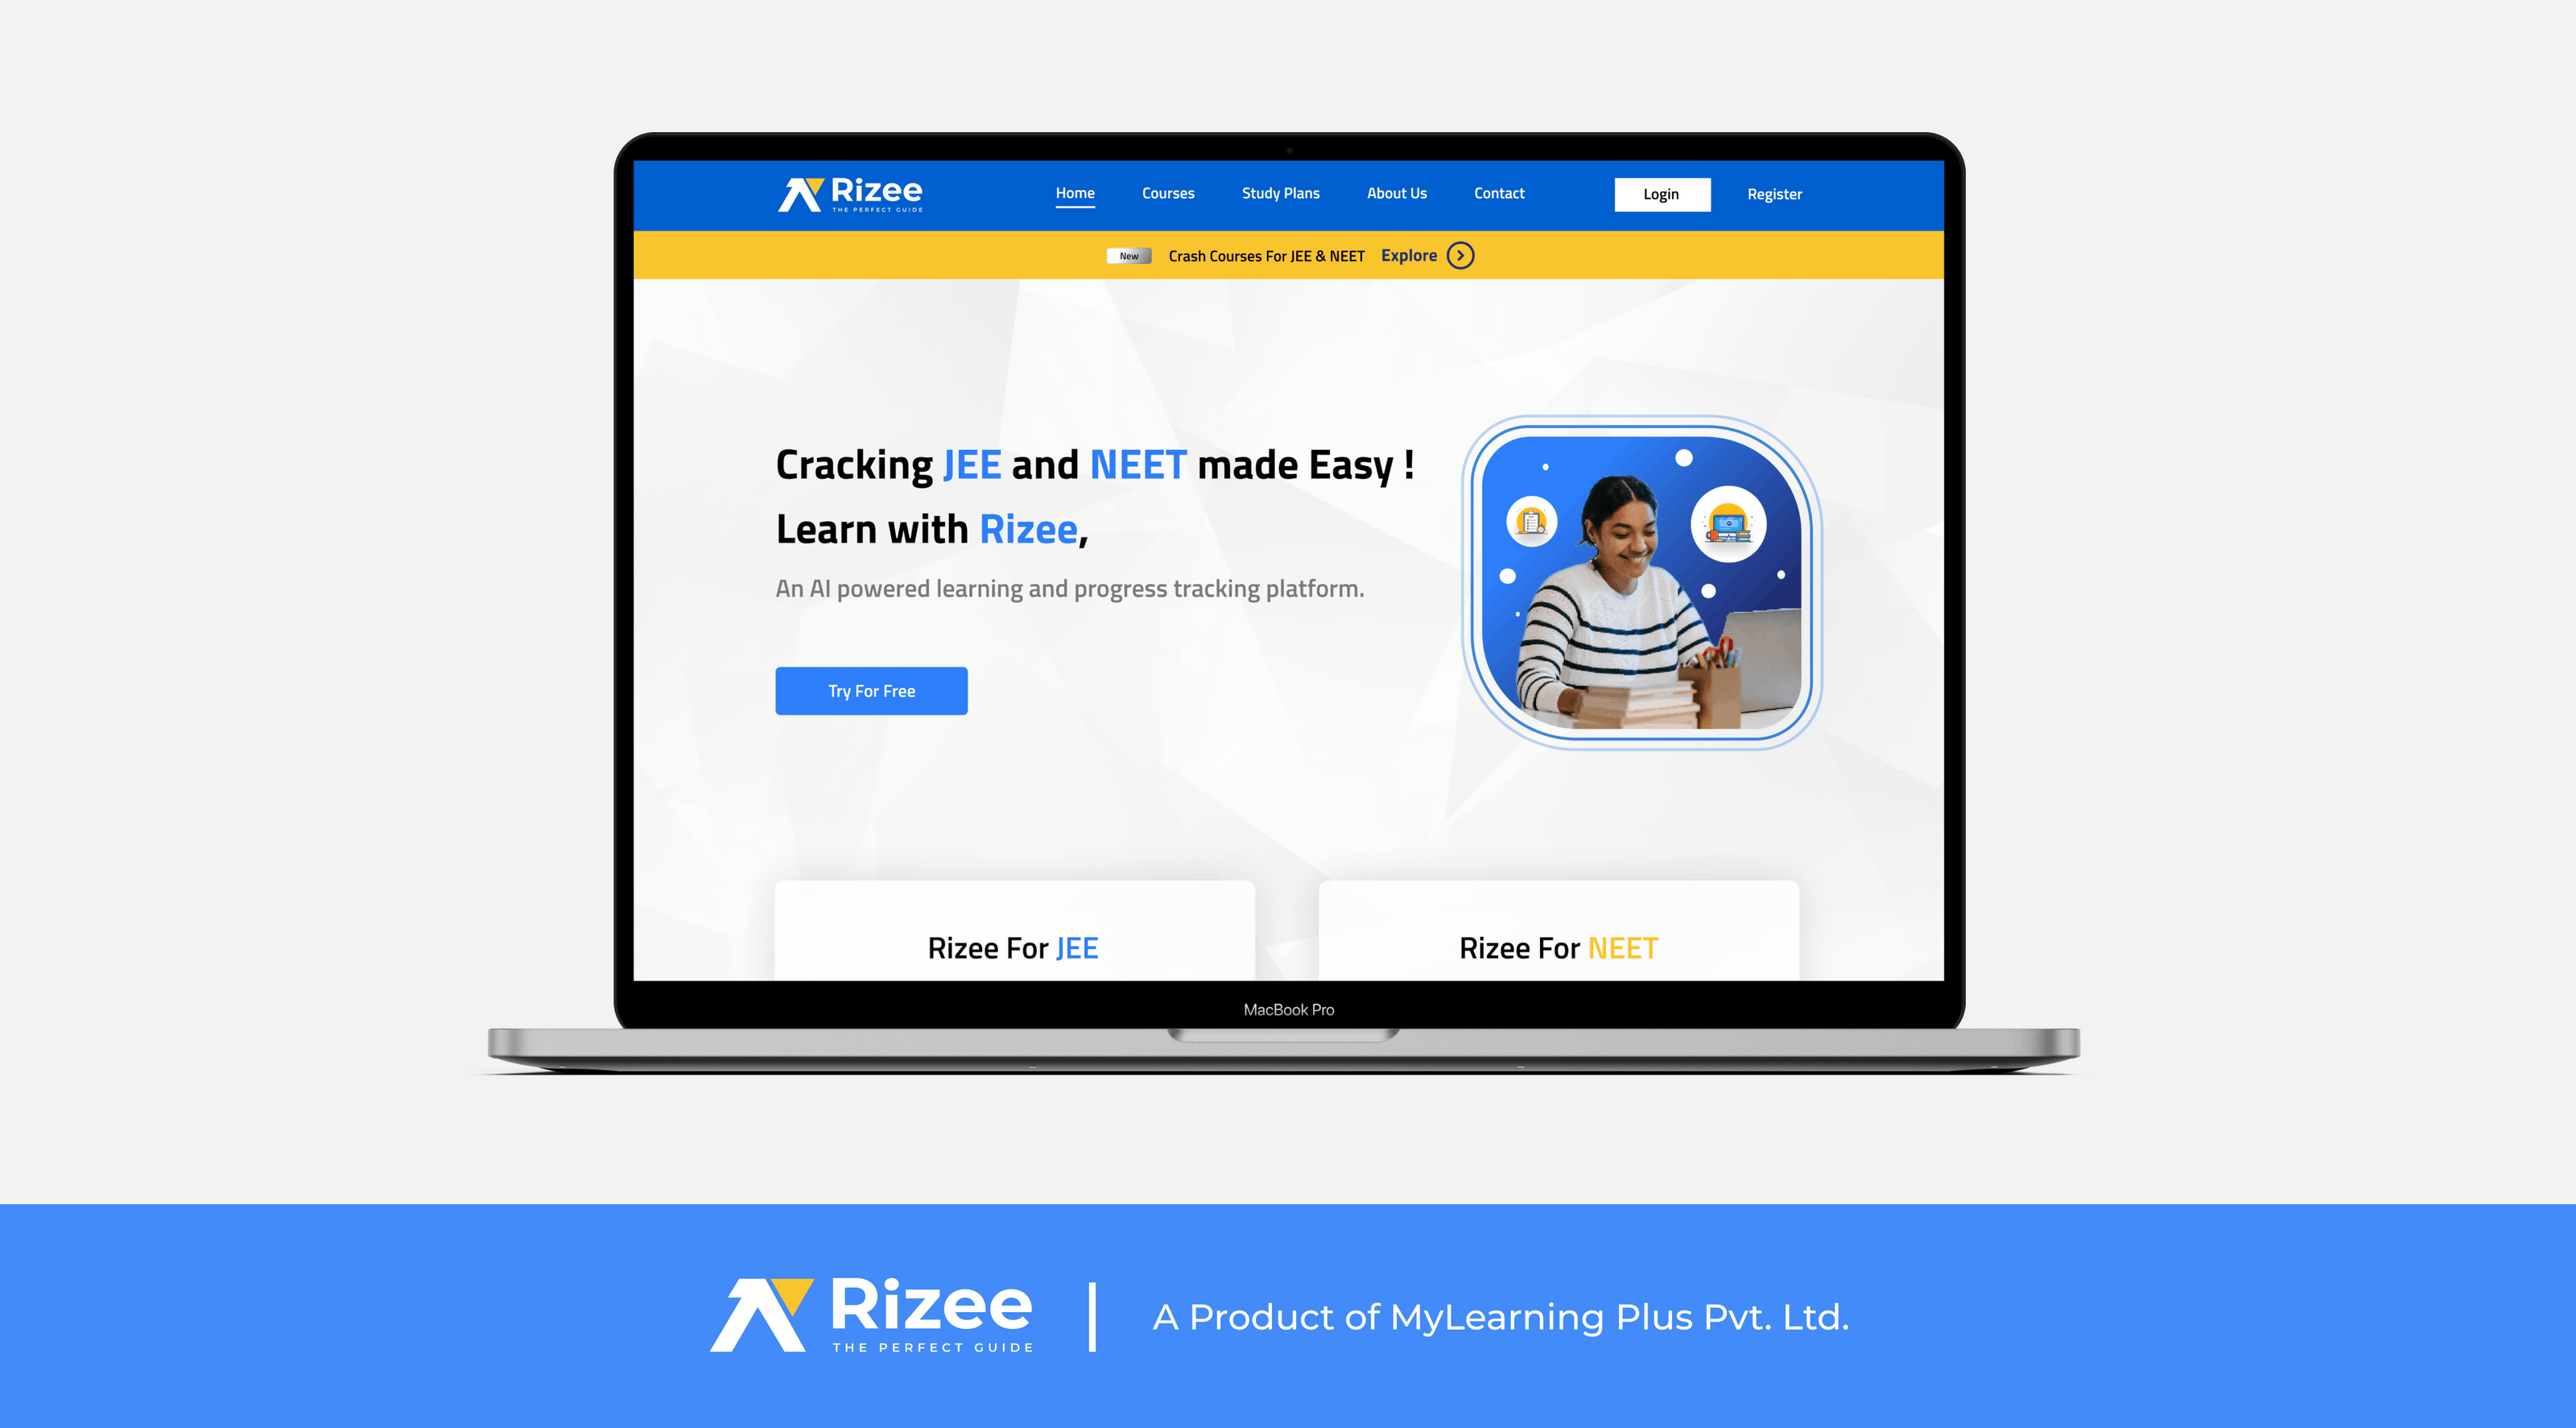 Rizee
THE PERFECT GUIDE
Home Courses Study Plans About Us Contact Login Register
New Crash Courses For JEE & NEET Explore
Cracking JEE and NEET made Easy !
Learn with Rizee,
An AI powered learning and progress tracking platform.
Try For Free
Rizee For JEE Rizee For NEET
MacBook Pro
Rizee
THE PERFECT GUIDE
A Product of MyLearning Plus Pvt. Ltd.